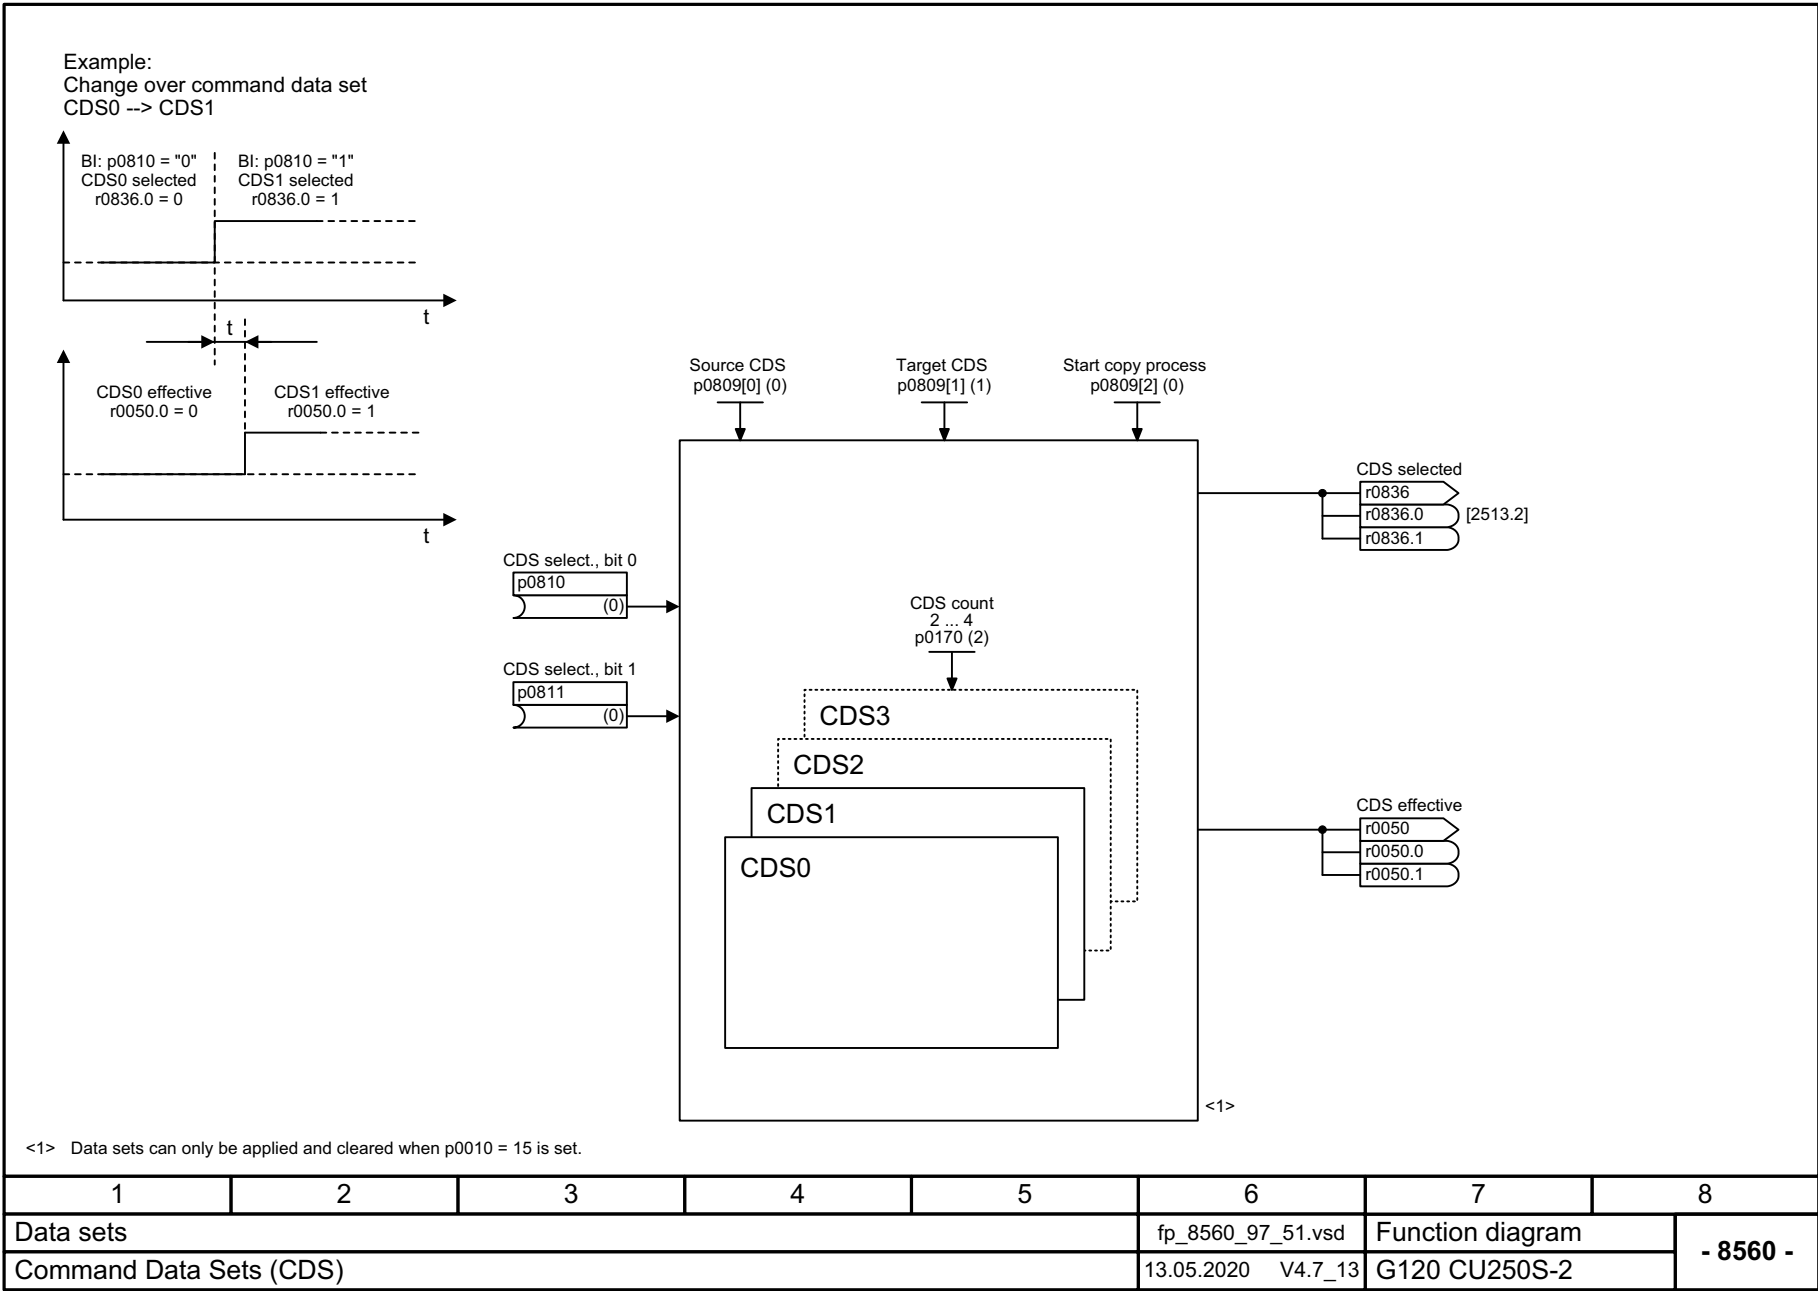 Example:
Change over command data set
CDS0 --> CDS1
BI: p0810 = "0"
CDS0 selected
r0836.0 = 0
BI: p0810 = "1"
CDS1 selected
r0836.0 = 1
t
t
CDS0 effective
r0050.0 = 0
CDS1 effective
r0050.0 = 1
t
Source CDS
p0809[0] (0)
Target CDS
p0809[1] (1)
Start copy process
p0809[2] (0)
CDS selected
r0836
r0836.0
[2513.2]
r0836.1
CDS select., bit 0
p0810
(0)
CDS select., bit 1
p0811
(0)
CDS count
2 ... 4
p0170 (2)
CDS3
CDS2
CDS1
CDS0
CDS effective
r0050
r0050.0
r0050.1
<1>
<1> Data sets can only be applied and cleared when p0010 = 15 is set.
1 2 3 4 5 6 7 8
Data sets
fp_8560_97_51.vsd
Function diagram
- 8560 -
Command Data Sets (CDS)
13.05.2020 V4.7_13
G120 CU250S-2